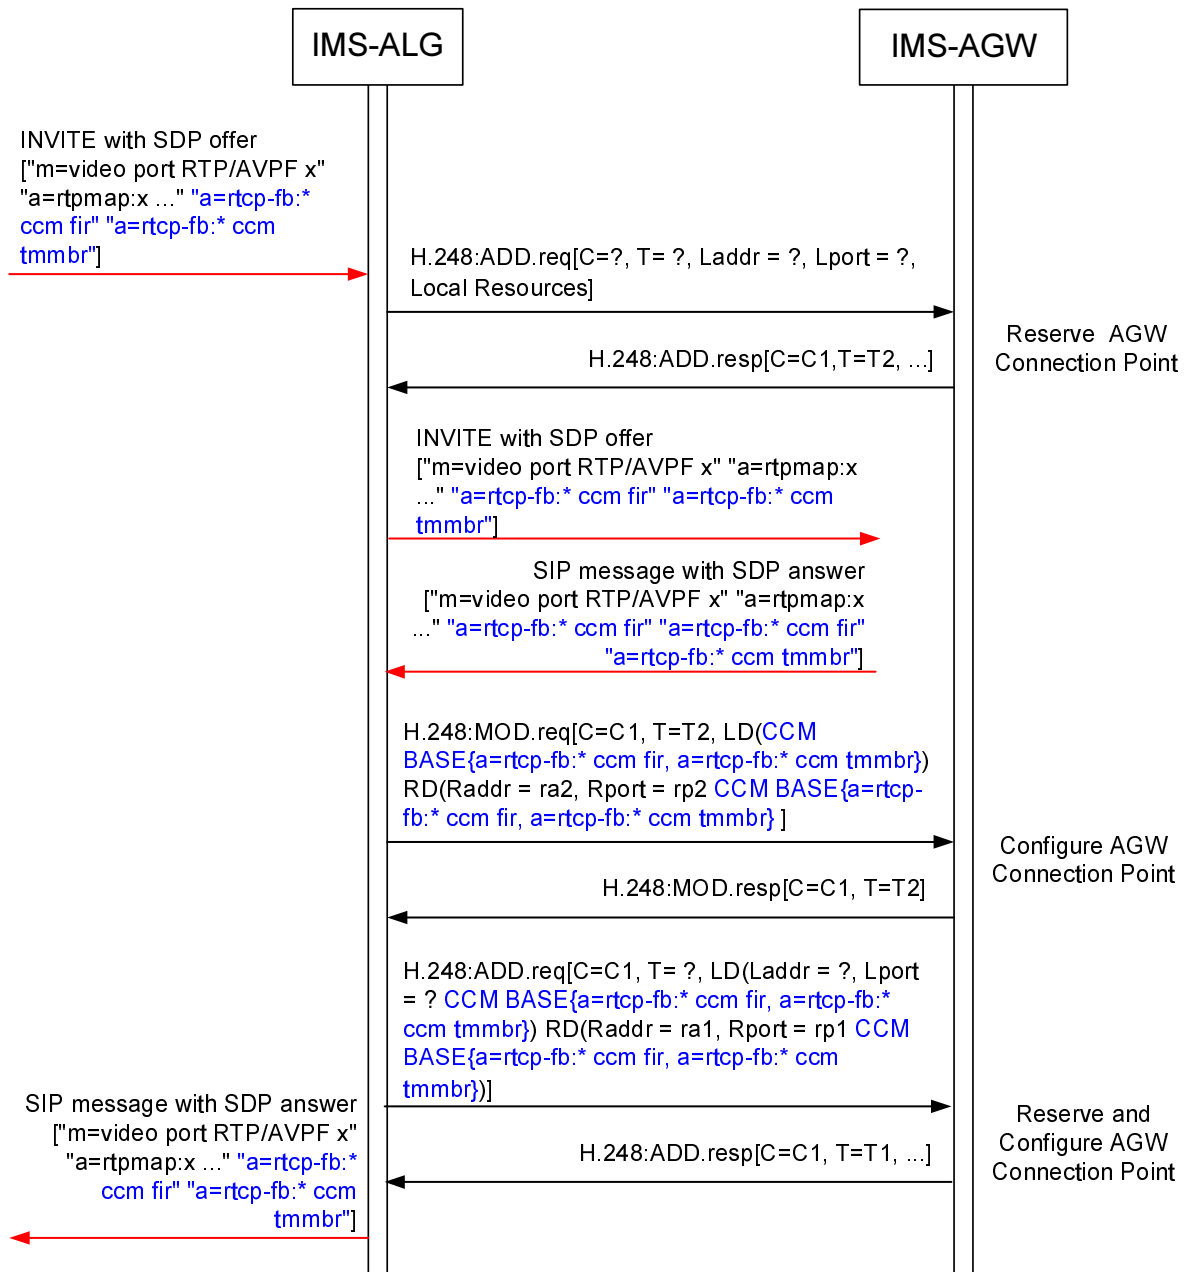 IMS-ALG
IMS-AGW
INVITE with SDP offer
["m=video port RTP/AVPF x"
"a=rtpmap:x ..." "a=rtcp-fb:*
ccm fir" "a=rtcp-fb:* ccm
tmmbr"]
H.248:ADD.req[C=?, T= ?, Laddr = ?, Lport = ?,
Local Resources]
Reserve AGW
Connection Point
H.248:ADD.resp[C=C1,T=T2, ...]
INVITE with SDP offer
["m=video port RTP/AVPF x" "a=rtpmap:x
..." "a=rtcp-fb:* ccm fir" "a=rtcp-fb:* ccm
tmmbr"]
SIP message with SDP answer
["m=video port RTP/AVPF x" "a=rtpmap:x
..." "a=rtcp-fb:* ccm fir" "a=rtcp-fb:* ccm fir"
"a=rtcp-fb:* ccm tmmbr"]
H.248:MOD.req[C=C1, T=T2, LD(CCM
BASE{a=rtcp-fb:* ccm fir, a=rtcp-fb:* ccm tmmbr})
RD(Raddr = ra2, Rport = rp2 CCM BASE{a=rtcp-
fb:* ccm fir, a=rtcp-fb:* ccm tmmbr} ]
Configure AGW
Connection Point
H.248:MOD.resp[C=C1, T=T2]
H.248:ADD.req[C=C1, T= ?, LD(Laddr = ?, Lport
= ? CCM BASE{a=rtcp-fb:* ccm fir, a=rtcp-fb:*
ccm tmmbr}) RD(Raddr = ra1, Rport = rp1 CCM
BASE{a=rtcp-fb:* ccm fir, a=rtcp-fb:* ccm
tmmbr})]
SIP message with SDP answer
["m=video port RTP/AVPF x"
"a=rtpmap:x ..." "a=rtcp-fb:*
ccm fir" "a=rtcp-fb:* ccm
tmmbr"]
Reserve and
Configure AGW
Connection Point
H.248:ADD.resp[C=C1, T=T1, ...]